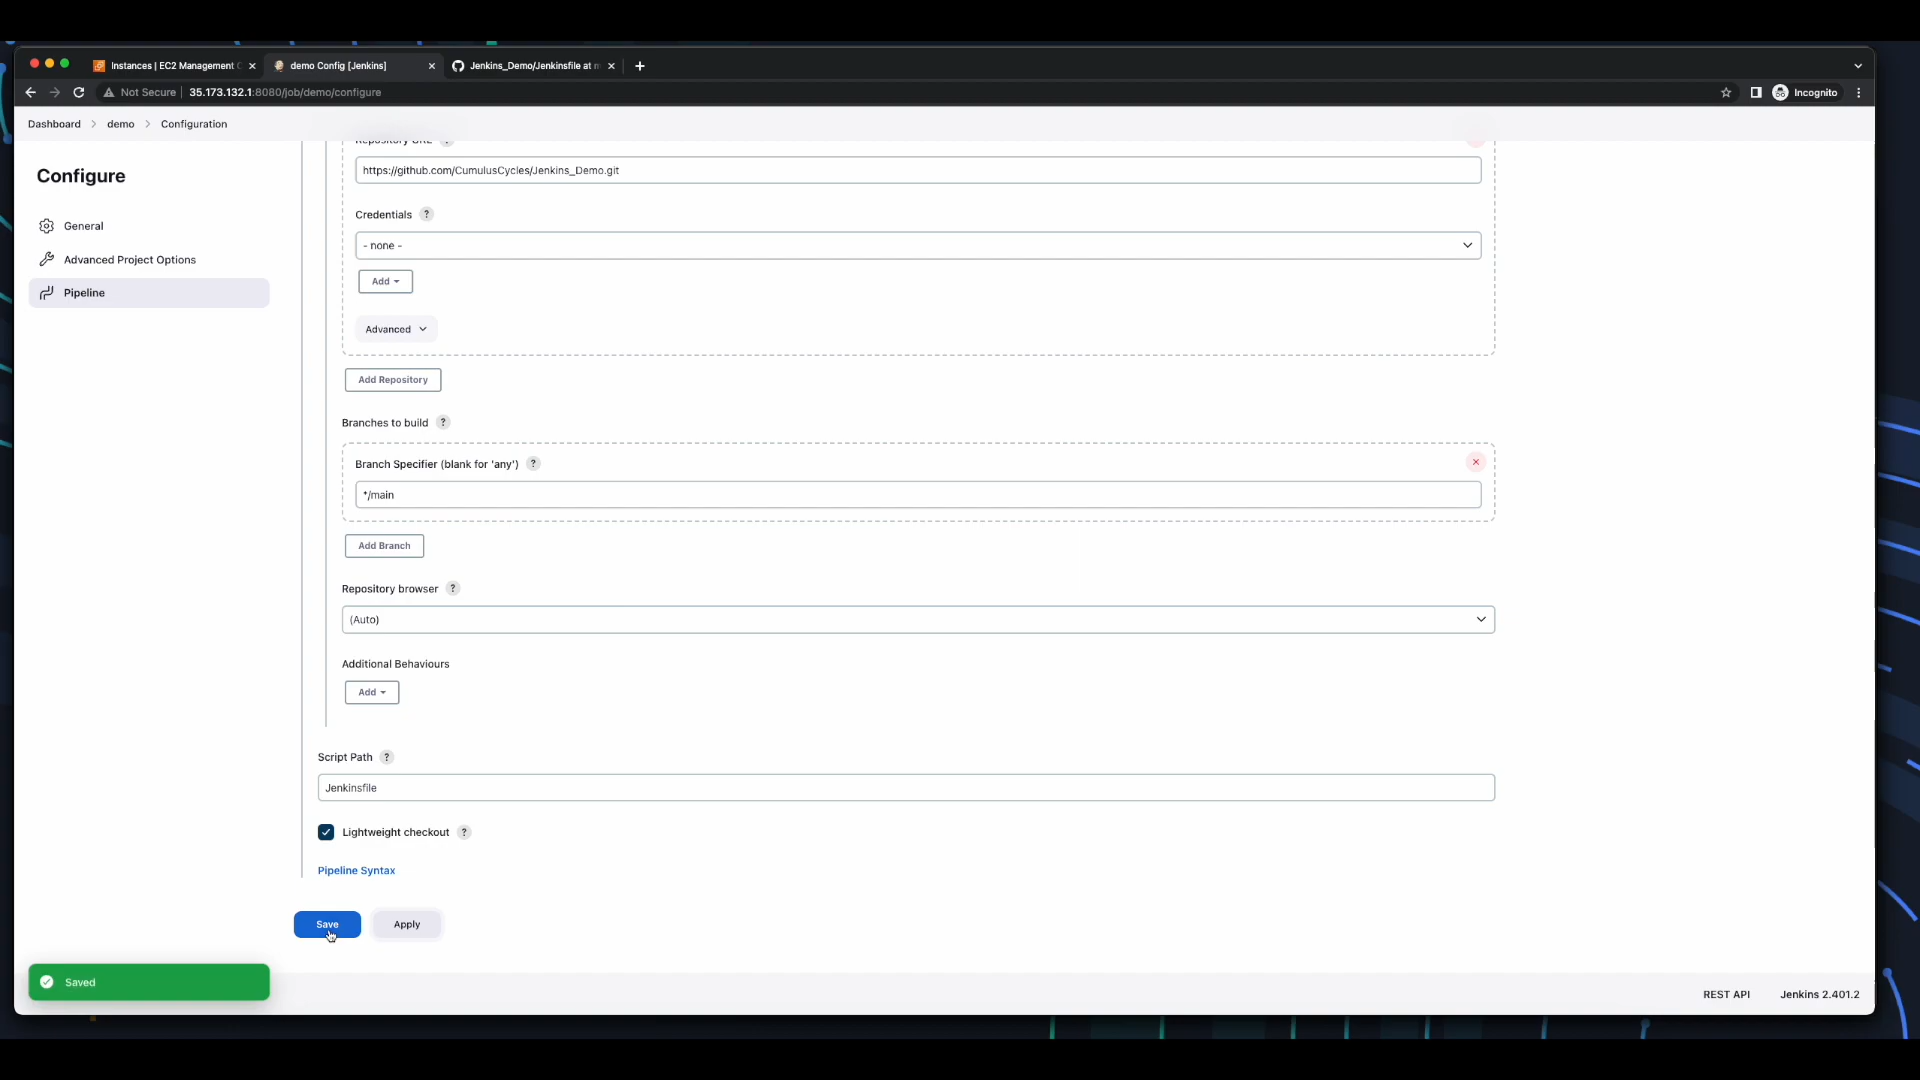 Instances | EC2 Management C
demo Config [Jenkins]
Jenkins_Demo/Jenkinsfile at m
Not Secure
35.173.132.1:8080/job/demo/configure
Incognito
Dashboard > demo > Configuration
Configure
General
Advanced Project Options
Pipeline
Repository URL ?
https://github.com/CumulusCycles/Jenkins_Demo.git
Credentials ?
- none -
Add
Advanced
Add Repository
Branches to build ?
Branch Specifier (blank for 'any') ?
*/main
Add Branch
Repository browser ?
(Auto)
Additional Behaviours
Add
Script Path ?
Jenkinsfile
Lightweight checkout ?
Pipeline Syntax
Save
Apply
Saved
REST API
Jenkins 2.401.2